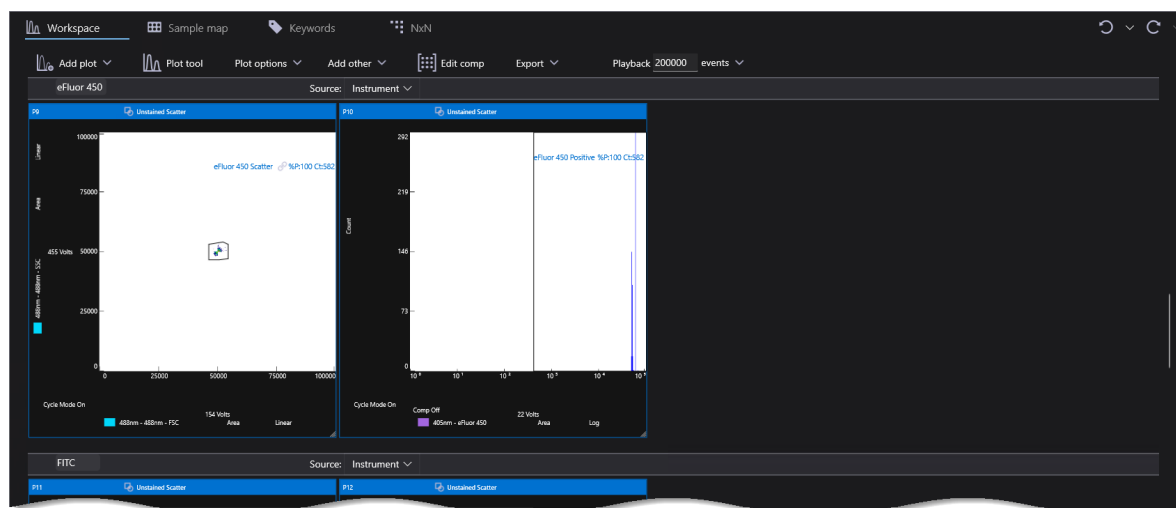 Workspace Sample map Keywords NxN
Add plot Plot tool Plot options Add other Edit comp Export Playback 200000 events
eFluor 450 Source: Instrument
P9 Unstained Scatter
100000
75000
50000
25000
0
Linear
Area
455 Volts
488nm - 488nm - SSC
eFluor 450 Scatter %P:100 Ct:582
0 25000 50000 75000 100000
Cycle Mode On
154 Volts
488nm - 488nm - FSC Area Linear
P10 Unstained Scatter
292
219
146
73
0
Count
eFluor 450 Positive %P:100 Ct:582
Cycle Mode On
Comp Off
22 Volts
405nm - eFluor 450 Area Log
FITC Source: Instrument
P11 Unstained Scatter
P12 Unstained Scatter